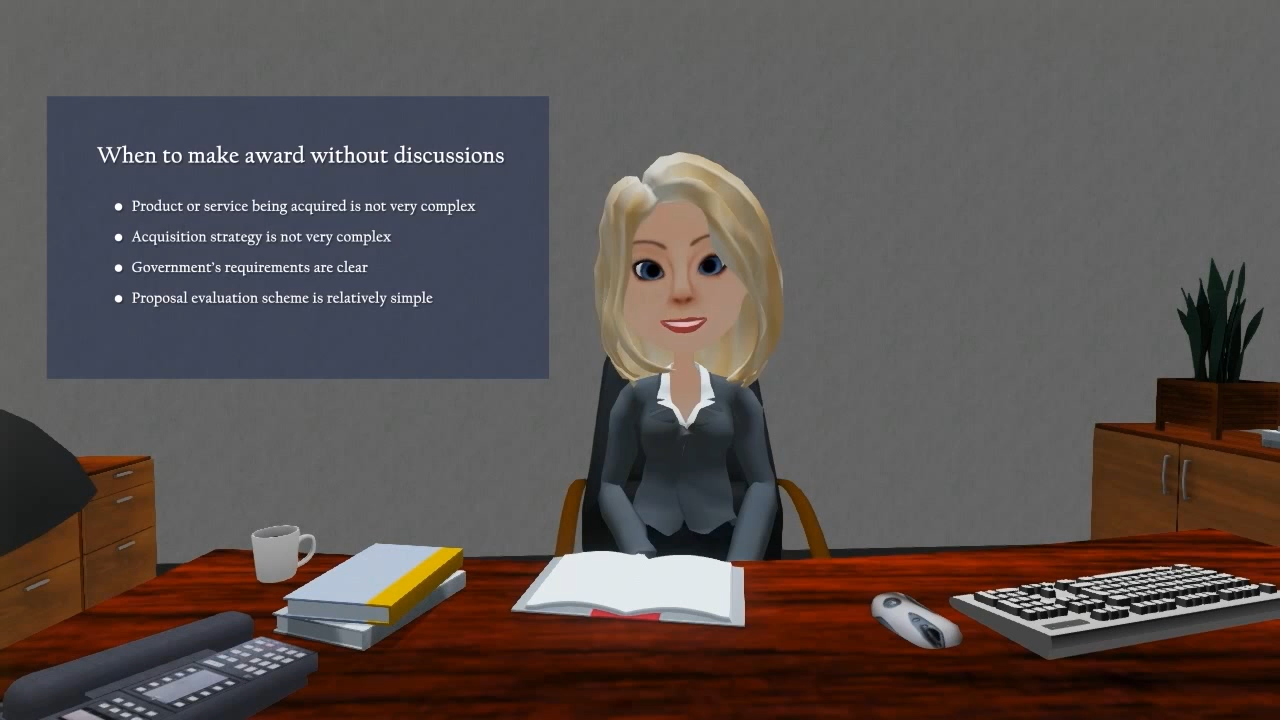 When to make award without discussions
● Product or service being acquired is not very complex
● Acquisition strategy is not very complex
● Government's requirements are clear
● Proposal evaluation scheme is relatively simple